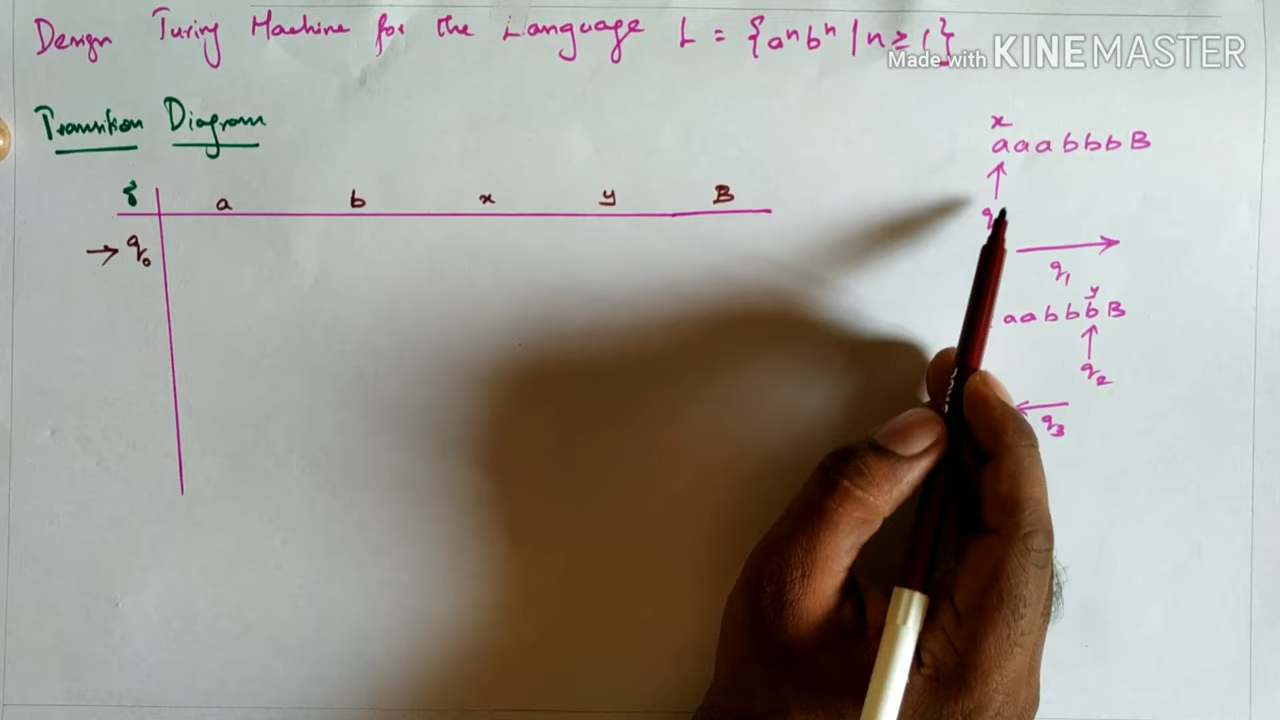 Design Turing Machine for the Language L = {aⁿbⁿ | n ≥ 1}
Made with KINEMASTER
Transition Diagram
x
aaabbbB
δ a b x y B
→ q₀
q₁
y
aabbbB
q₂
q₃